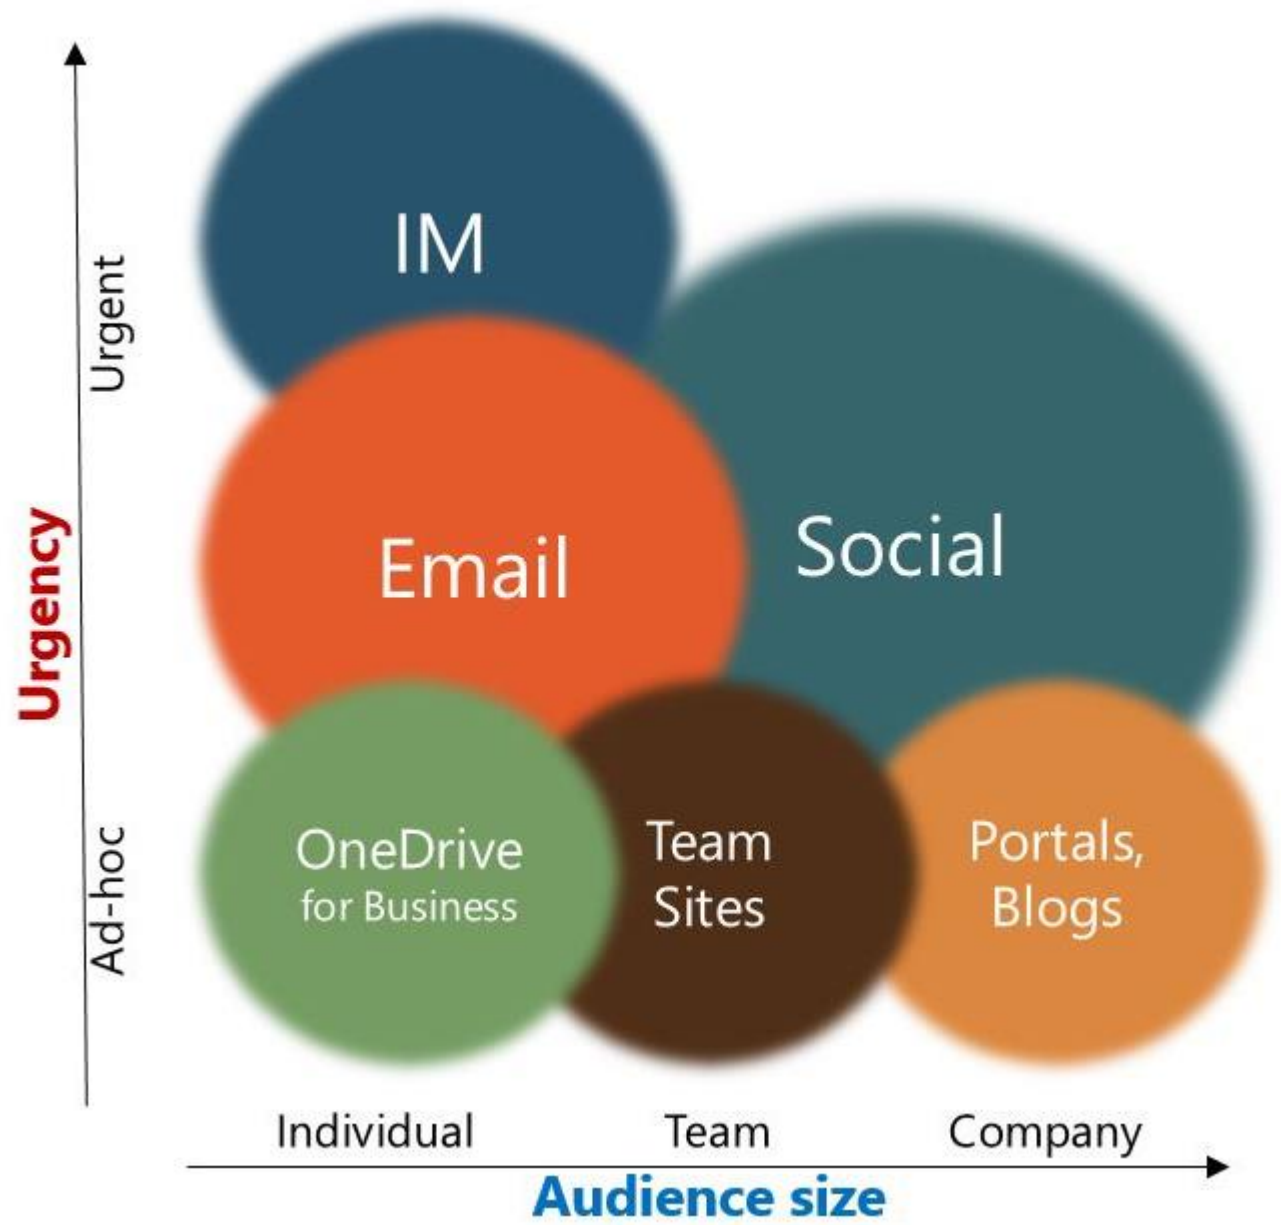 IM
Urgent
Email
Social
Urgency
OneDrive
for Business
Team
Sites
Portals,
Blogs
Ad-hoc
Individual
Team
Company
Audience size